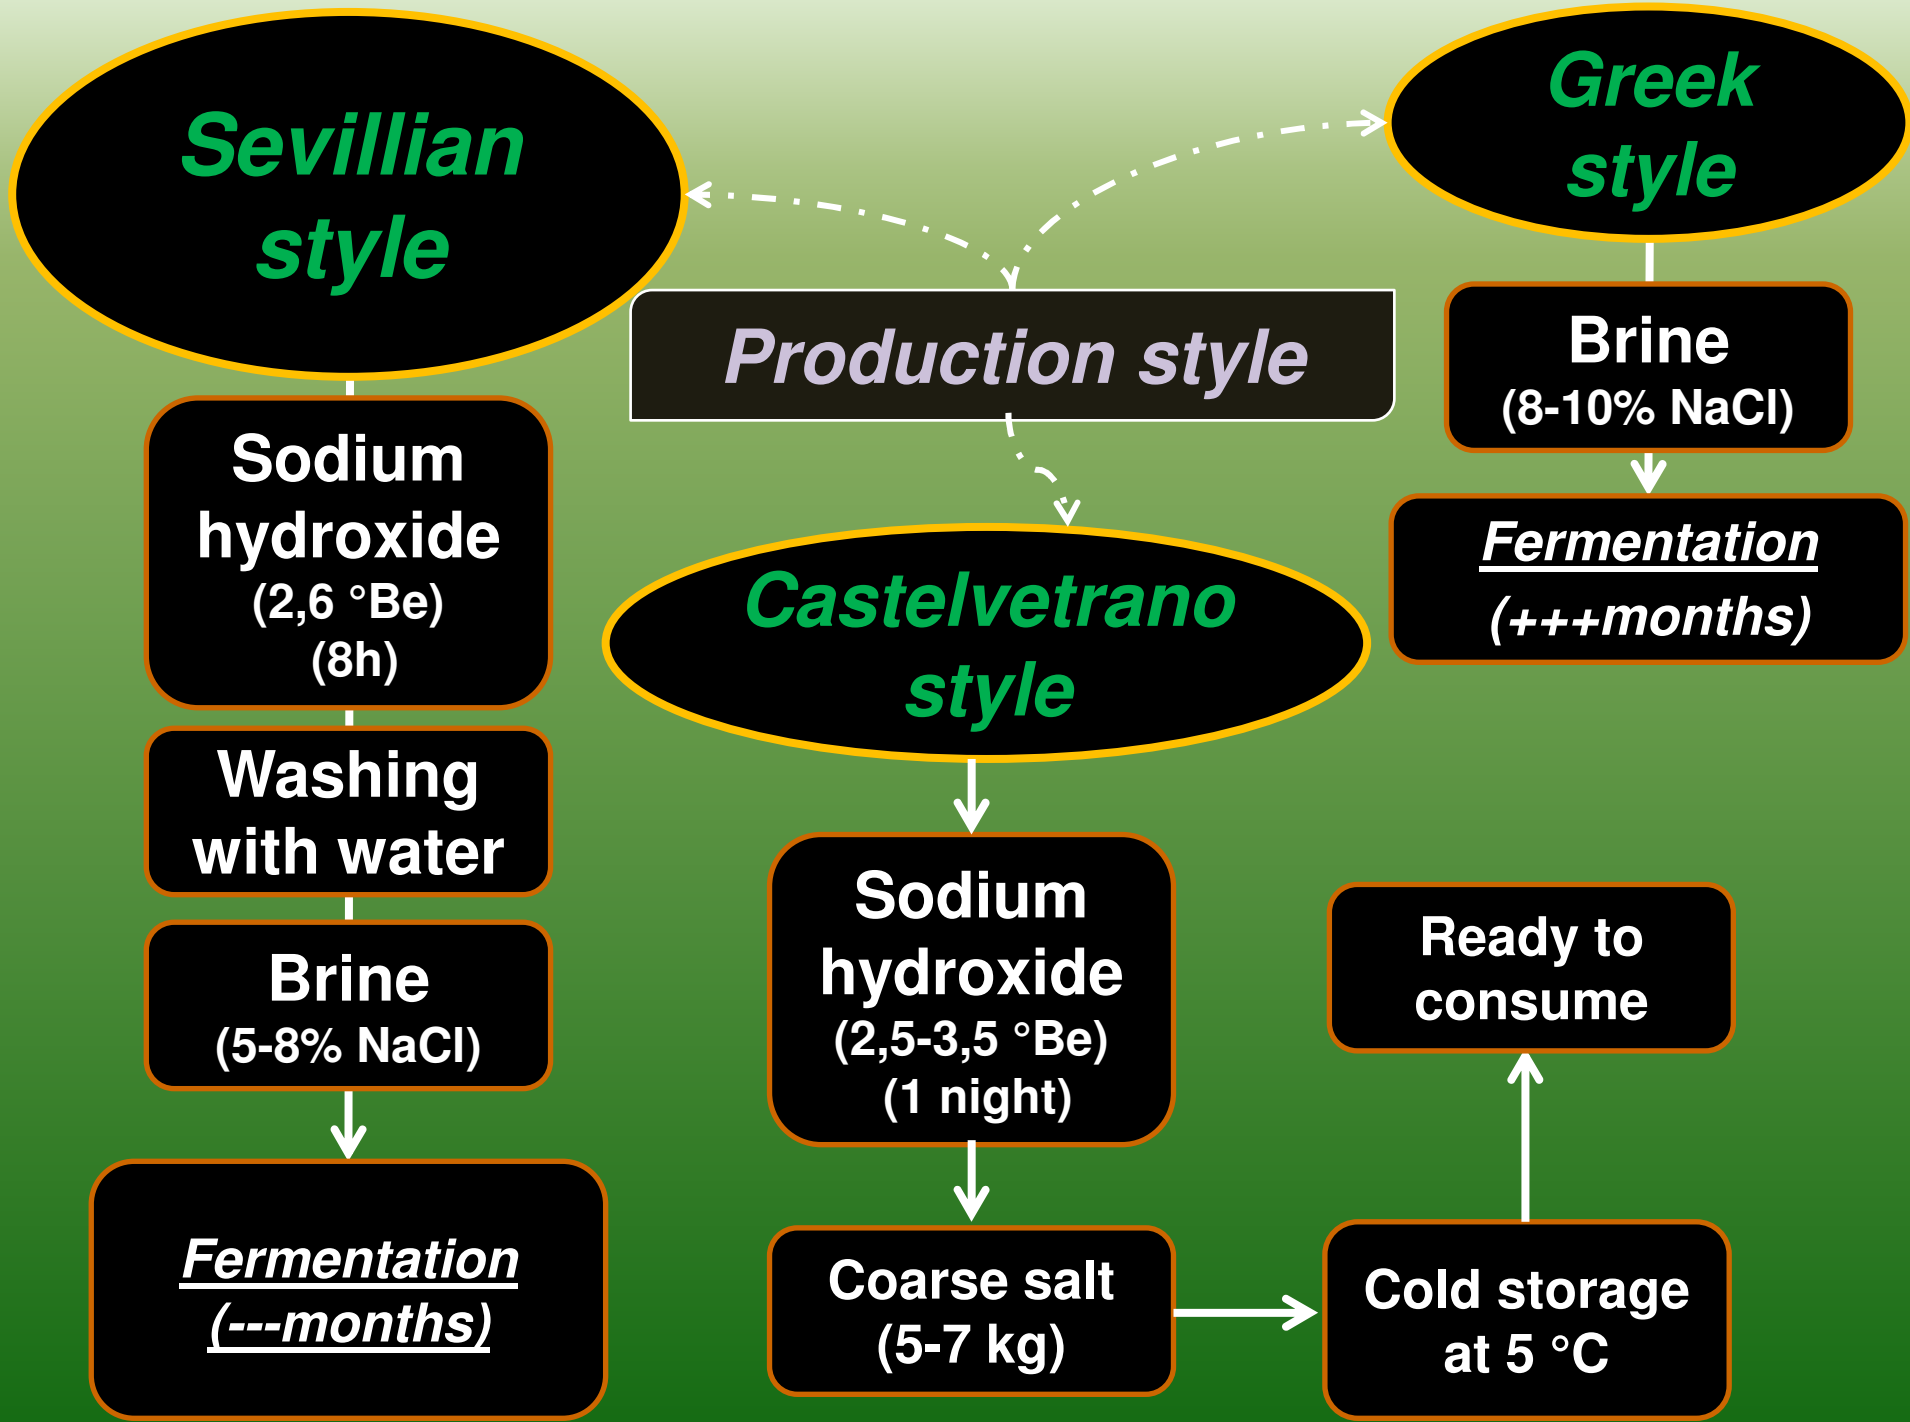 Production style
Sevillian
style
Sodium
hydroxide
(2,6 °Be)
(8h)
Washing
with water
Brine
(5-8% NaCl)
Fermentation
(---months)
Castelvetrano
style
Sodium
hydroxide
(2,5-3,5 °Be)
(1 night)
Coarse salt
(5-7 kg)
Cold storage
at 5 °C
Ready to
consume
Greek
style
Brine
(8-10% NaCl)
Fermentation
(+++months)